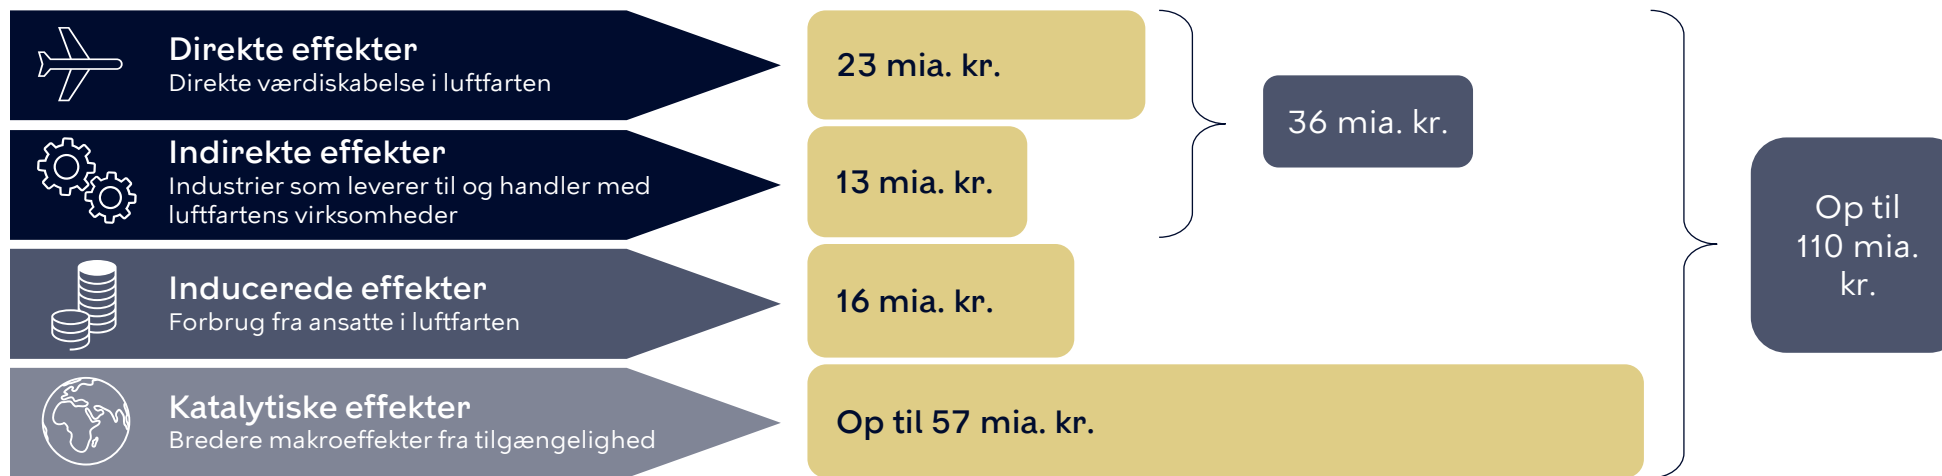 Direkte effekter
Direkte værdiskabelse i luftfarten
23 mia. kr.
36 mia. kr.
Indirekte effekter
Industrier som leverer til og handler med
luftfartens virksomheder
13 mia. kr.
Op til
110 mia.
kr.
Inducerede effekter
Forbrug fra ansatte i luftfarten
16 mia. kr.
Katalytiske effekter
Bredere makroeffekter fra tilgængelighed
Op til 57 mia. kr.